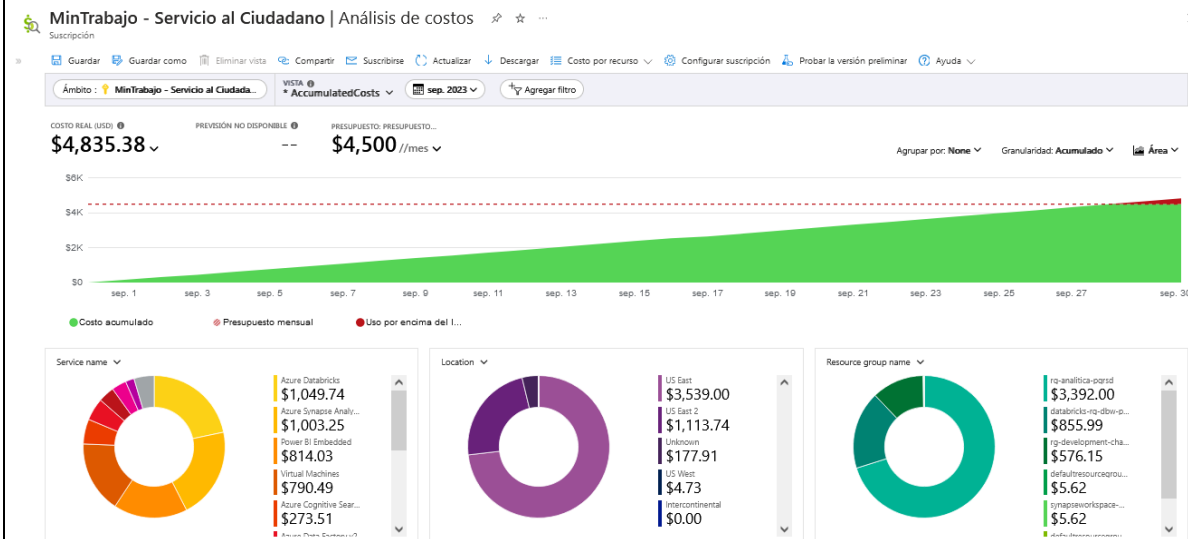 MinTrabajo - Servicio al Ciudadano | Análisis de costos
Suscripción
Guardar Guardar como Eliminar vista Compartir Suscribirse Actualizar Descargar Costo por recurso Configurar suscripción Probar la versión preliminar Ayuda
Ámbito : MinTrabajo - Servicio al Ciudada... VISTA * AccumulatedCosts sep. 2023 Agregar filtro
COSTO REAL (USD) PREVISIÓN NO DISPONIBLE PRESUPUESTO: PRESUPUESTO...
$4,835.38 -- $4,500 //mes
Agrupar por: None Granularidad: Acumulado Área
$6K
$4K
$2K
$0
sep. 1 sep. 3 sep. 5 sep. 7 sep. 9 sep. 11 sep. 13 sep. 15 sep. 17 sep. 19 sep. 21 sep. 23 sep. 25 sep. 27 sep. 30
Costo acumulado Presupuesto mensual Uso por encima del l...
Service name
Azure Databricks
$1,049.74
Azure Synapse Analy...
$1,003.25
Power BI Embedded
$814.03
Virtual Machines
$790.49
Azure Cognitive Sear...
$273.51
Azure Data Factory v2
Location
US East
$3,539.00
US East 2
$1,113.74
Unknown
$177.91
US West
$4.73
Intercontinental
$0.00
Resource group name
rg-analitica-pqrsd
$3,392.00
databricks-rg-dbw-p...
$855.99
rg-development-cha...
$576.15
defaultresourcegrou...
$5.62
synapseworkspace-...
$5.62
defaultresourcegrou...